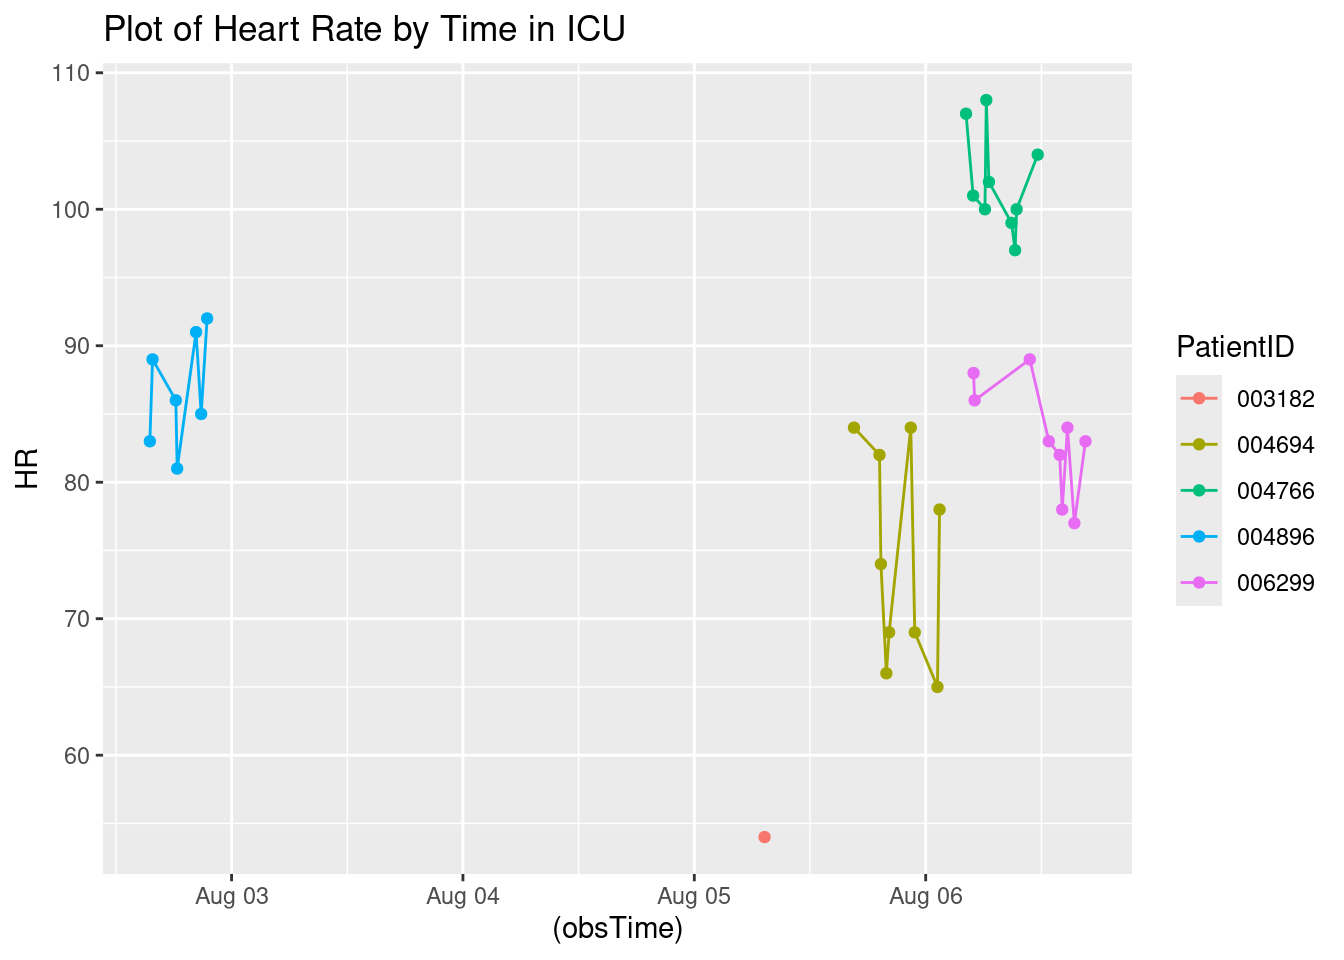 Plot of Heart Rate by Time in ICU
110
100
90
80
70
60
HR
Aug 03 Aug 04 Aug 05 Aug 06
(obsTime)
PatientID
003182
004694
004766
004896
006299